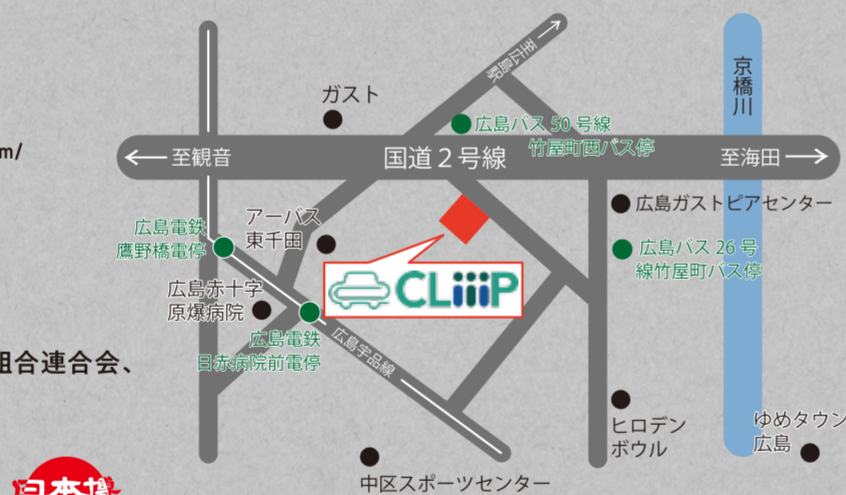 至広島駅
京橋川
ガスト
広島バス 50 号線
竹屋町西バス停
m/
至観音
国道2号線
至海田
広島ガストピアセンター
アーバス
東千田
広島電鉄
鷹野橋電停
広島バス 26 号
線竹屋町バス停
広島赤十字
原爆病院
CLiiiP
広島電鉄
日赤病院前電停
広島宇品線
組合連合会、
ヒロデン
ボウル
ゆめタウン
広島
中区スポーツセンター
日本博